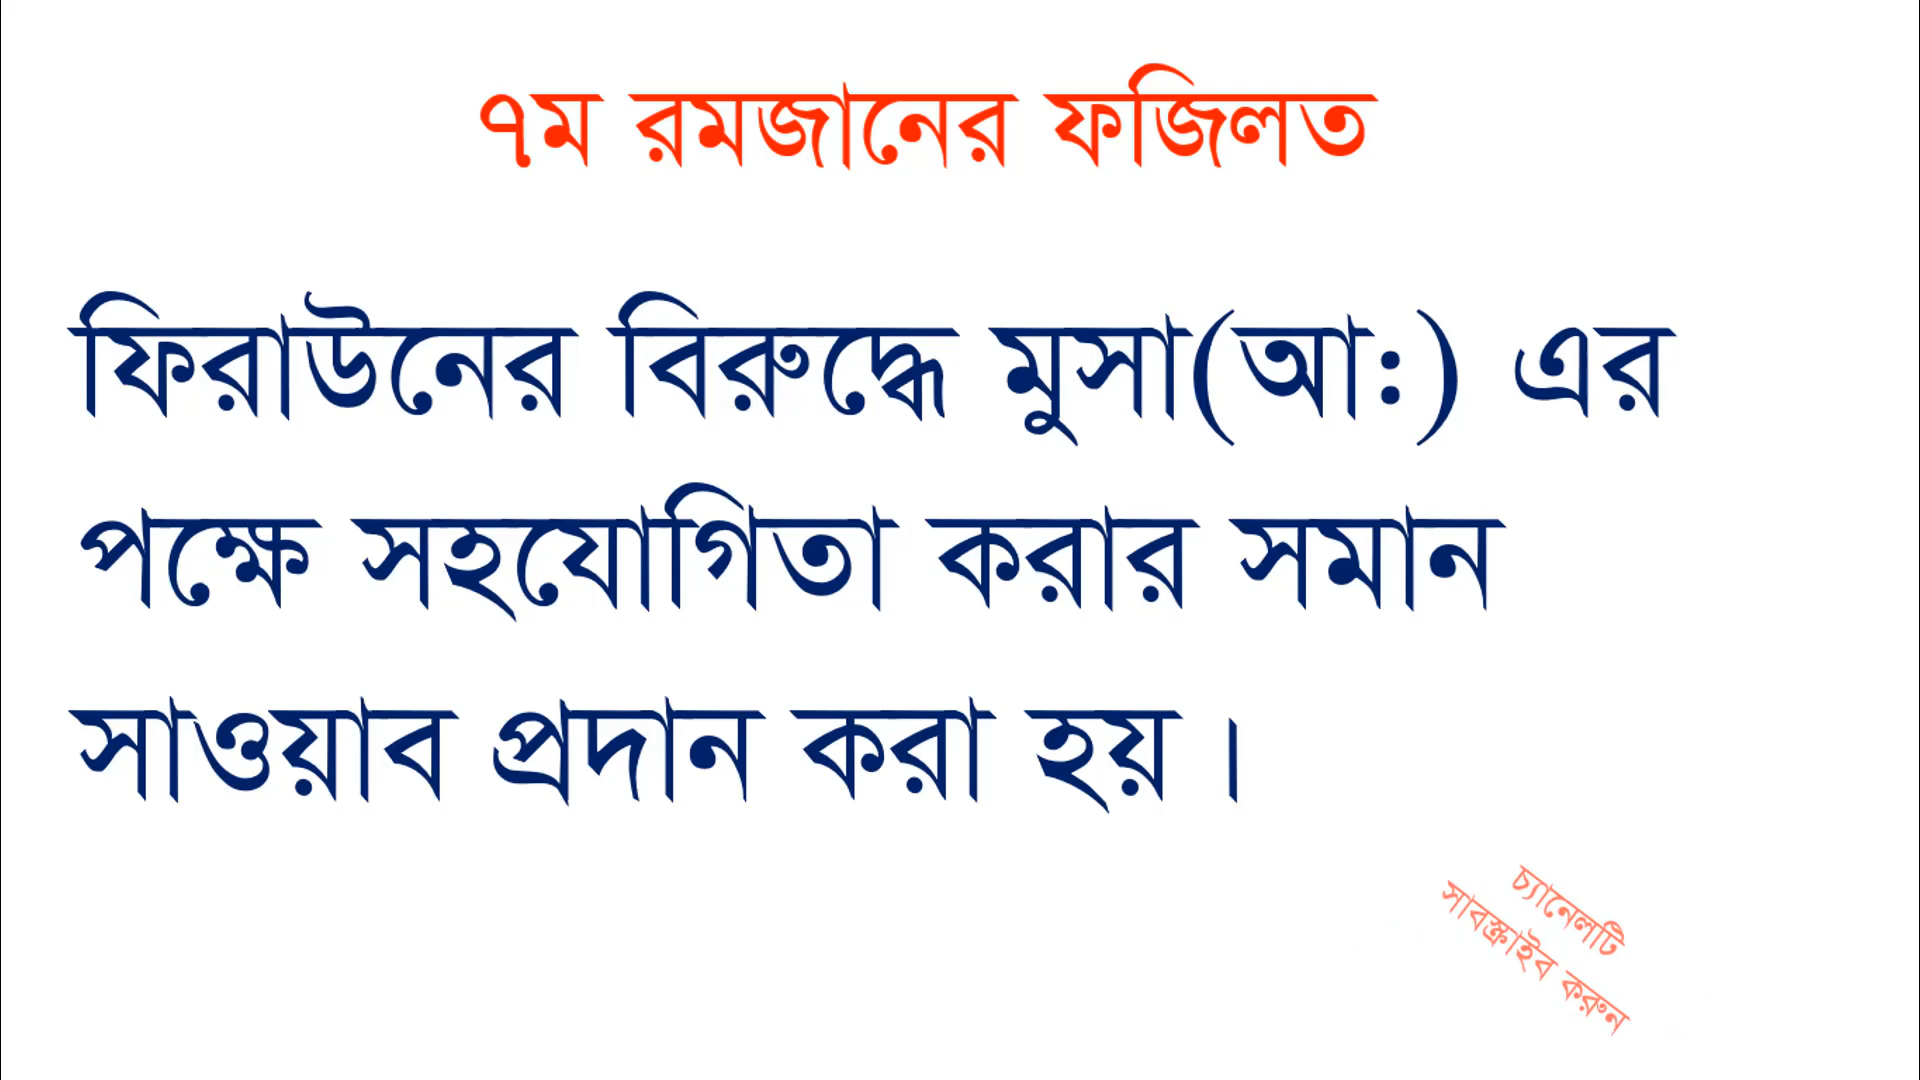 ৭ম রমজানের ফজিলত
ফিরাউনের বিরুদ্ধে মুসা(আ:) এর
পক্ষে সহযোগিতা করার সমান
সাওয়াব প্রদান করা হয় ।
চ্যানেলটি
সাবস্ক্রাইব করুন